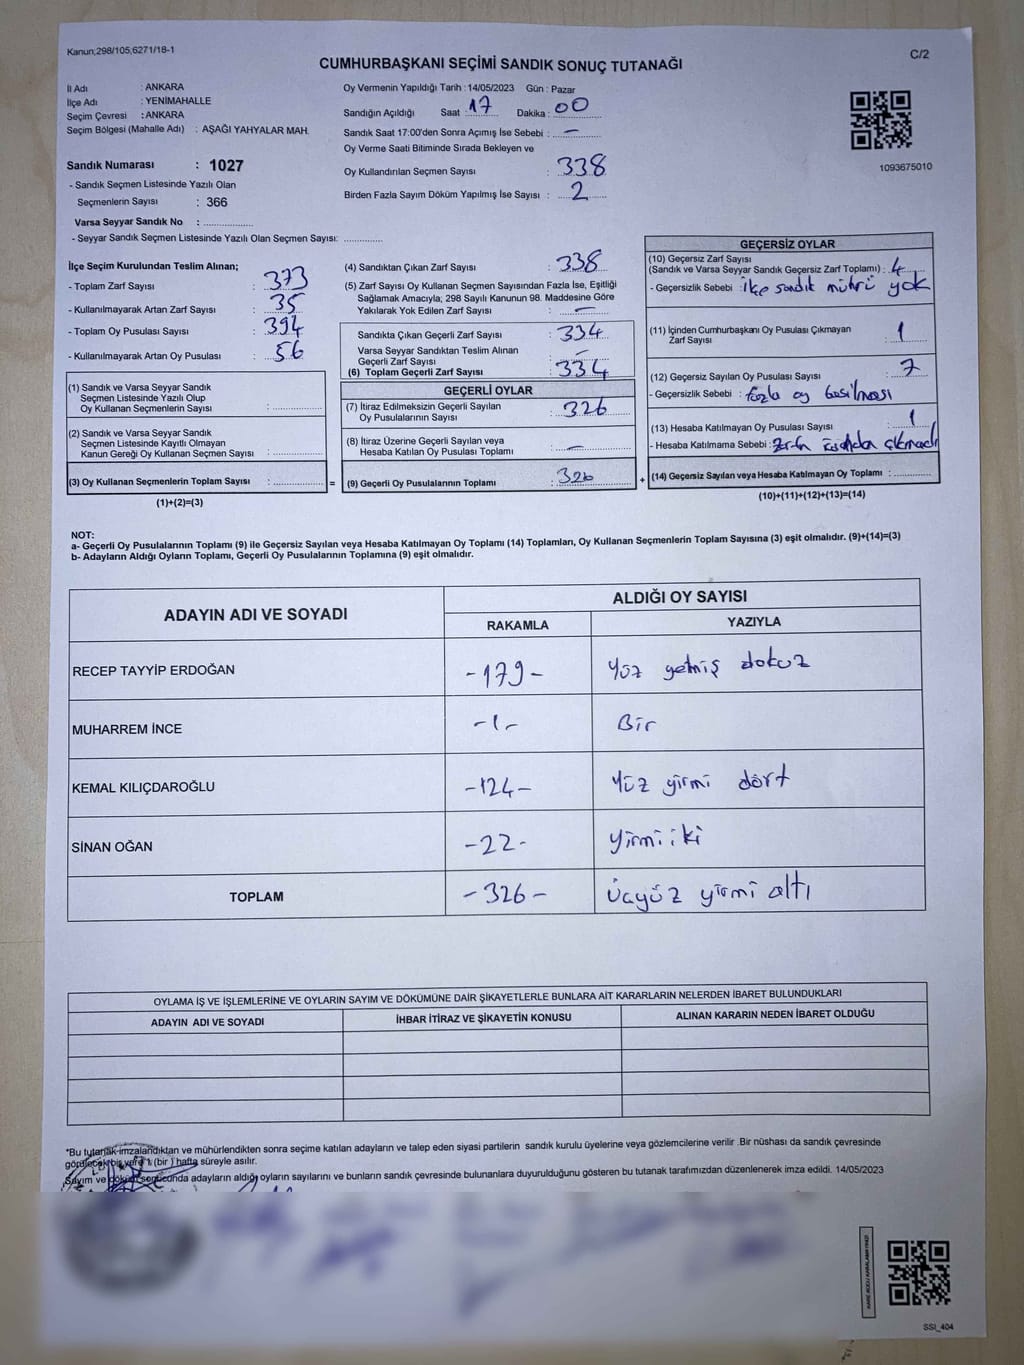 Kanun;298/105;6271/18-1
C/2
CUMHURBAŞKANI SEÇİMİ SANDIK SONUÇ TUTANAĞI
İl Adı : ANKARA
İlçe Adı : YENİMAHALLE
Seçim Çevresi : ANKARA
Seçim Bölgesi (Mahalle Adı) : AŞAĞI YAHYALAR MAH.
Sandık Numarası : 1027
- Sandık Seçmen Listesinde Yazılı Olan
Seçmenlerin Sayısı : 366
Varsa Seyyar Sandık No : ..................
- Seyyar Sandık Seçmen Listesinde Yazılı Olan Seçmen Sayısı: ..............
Oy Vermenin Yapıldığı Tarih : 14/05/2023 Gün : Pazar
Sandığın Açıldığı Saat 17 Dakika : 00
Sandık Saat 17:00'den Sonra Açımış İse Sebebi : —
Oy Verme Saati Bitiminde Sırada Bekleyen ve
Oy Kullandırılan Seçmen Sayısı : 338
Birden Fazla Sayım Döküm Yapılmış İse Sayısı : 2
1093675010
İlçe Seçim Kurulundan Teslim Alınan;
- Toplam Zarf Sayısı : 373
- Kullanılmayarak Artan Zarf Sayısı : 35
- Toplam Oy Pusulası Sayısı : 394
- Kullanılmayarak Artan Oy Pusulası : 56
(1) Sandık ve Varsa Seyyar Sandık
Seçmen Listesinde Yazılı Olup
Oy Kullanan Seçmenlerin Sayısı : ..............
(2) Sandık ve Varsa Seyyar Sandık
Seçmen Listesinde Kayıtlı Olmayan
Kanun Gereği Oy Kullanan Seçmen Sayısı : ..............
(3) Oy Kullanan Seçmenlerin Toplam Sayısı : .............. =
(1)+(2)=(3)
(4) Sandıktan Çıkan Zarf Sayısı : 338
(5) Zarf Sayısı Oy Kullanan Seçmen Sayısından Fazla İse, Eşitliği
Sağlamak Amacıyla; 298 Sayılı Kanunun 98. Maddesine Göre
Yakılarak Yok Edilen Zarf Sayısı : —
Sandıkta Çıkan Geçerli Zarf Sayısı : 334
Varsa Seyyar Sandıktan Teslim Alınan
Geçerli Zarf Sayısı : —
(6) Toplam Geçerli Zarf Sayısı : 334
GEÇERLİ OYLAR
(7) İtiraz Edilmeksizin Geçerli Sayılan
Oy Pusulalarının Sayısı : 326
(8) İtiraz Üzerine Geçerli Sayılan veya
Hesaba Katılan Oy Pusulası Toplamı : —
(9) Geçerli Oy Pusulalarının Toplamı : 326 +
GEÇERSİZ OYLAR
(10) Geçersiz Zarf Sayısı
(Sandık ve Varsa Seyyar Sandık Geçersiz Zarf Toplamı) : 4
- Geçersizlik Sebebi : ilçe sandık mührü yok
(11) İçinden Cumhurbaşkanı Oy Pusulası Çıkmayan
Zarf Sayısı : 1
(12) Geçersiz Sayılan Oy Pusulası Sayısı : 7
- Geçersizlik Sebebi : fazla oy basılması
(13) Hesaba Katılmayan Oy Pusulası Sayısı : 1
- Hesaba Katılmama Sebebi :
(14) Geçersiz Sayılan veya Hesaba Katılmayan Oy Toplamı : ............
(10)+(11)+(12)+(13)=(14)
NOT:
a- Geçerli Oy Pusulalarının Toplamı (9) ile Geçersiz Sayılan veya Hesaba Katılmayan Oy Toplamı (14) Toplamları, Oy Kullanan Seçmenlerin Toplam Sayısına (3) eşit olmalıdır. (9)+(14)=(3)
b- Adayların Aldığı Oyların Toplamı, Geçerli Oy Pusulalarının Toplamına (9) eşit olmalıdır.
ADAYIN ADI VE SOYADI ALDIĞI OY SAYISI
RAKAMLA YAZIYLA
RECEP TAYYİP ERDOĞAN -179- Yüz yetmiş dokuz
MUHARREM İNCE -1- Bir
KEMAL KILIÇDAROĞLU -124- Yüz yirmi dört
SİNAN OĞAN -22- Yirmi iki
TOPLAM -326- Üçyüz yirmi altı
OYLAMA İŞ VE İŞLEMLERİNE VE OYLARIN SAYIM VE DÖKÜMÜNE DAİR ŞİKAYETLERLE BUNLARA AİT KARARLARIN NELERDEN İBARET BULUNDUKLARI
ADAYIN ADI VE SOYADI İHBAR İTİRAZ VE ŞİKAYETİN KONUSU ALINAN KARARIN NEDEN İBARET OLDUĞU
*Bu tutanak imzalandıktan ve mühürlendikten sonra seçime katılan adayların ve talep eden siyasi partilerin sandık kurulu üyelerine veya gözlemcilerine verilir .Bir nüshası da sandık çevresinde
görülecek bir yere 1 (bir ) hafta süreyle asılır.
Sayım ve döküm sonucunda adayların aldığı oyların sayılarını ve bunların sandık çevresinde bulunanlara duyurulduğunu gösteren bu tutanak tarafımızdan düzenlenerek imza edildi. 14/05/2023
SSI_404